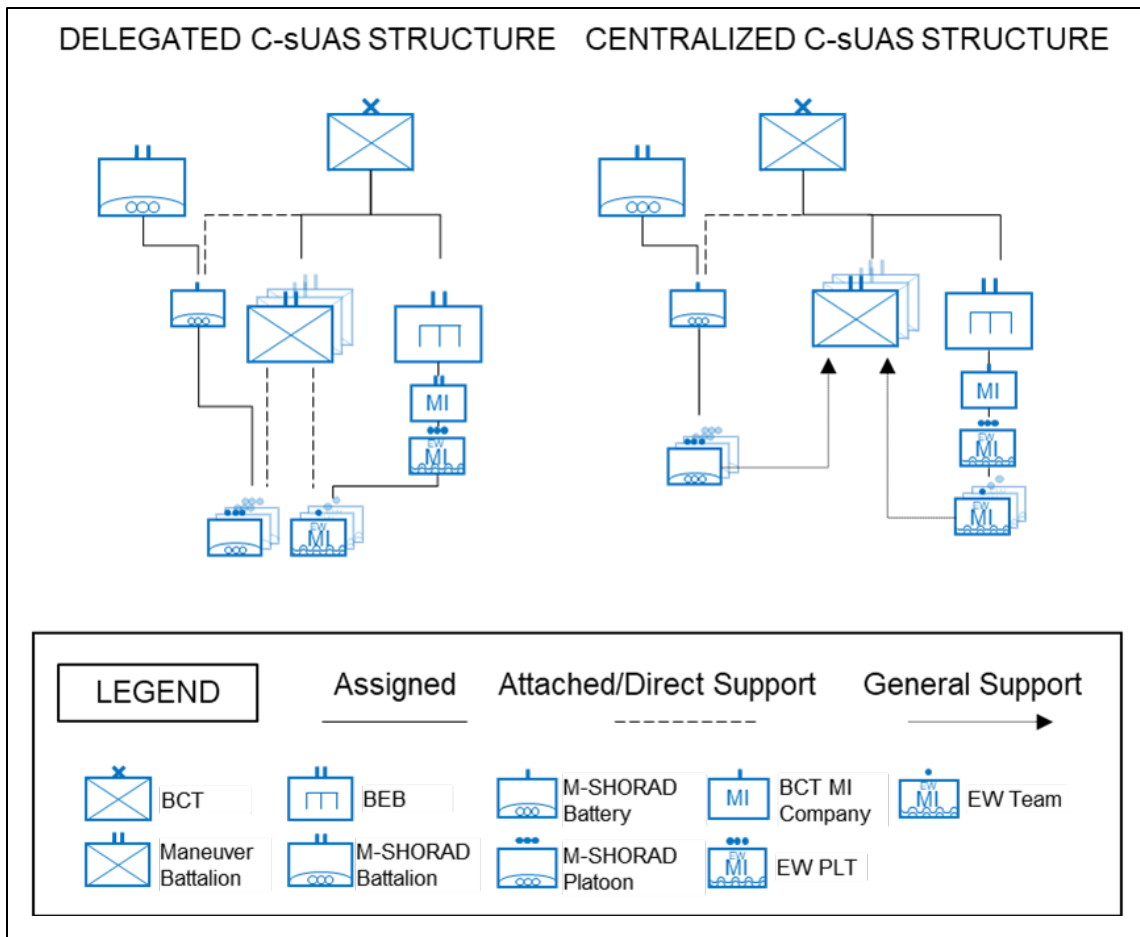 DELEGATED C-sUAS STRUCTURE
CENTRALIZED C-sUAS STRUCTURE
MI
EW
MI
EW
MI
MI
EW
MI
EW
MI
LEGEND
Assigned
Attached/Direct Support
General Support
BCT
BEB
M-SHORAD
Battery
MI
BCT MI
Company
EW
MI
EW Team
Maneuver
Battalion
M-SHORAD
Battalion
M-SHORAD
Platoon
EW
MI
EW PLT